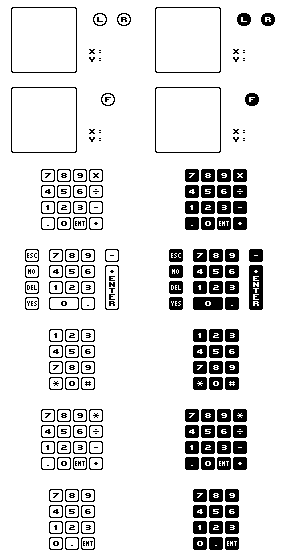 L R L R
X: X:
Y: Y:
F F
X: X:
Y: Y:
7 8 9 X 7 8 9 X
4 5 6 ÷ 4 5 6 ÷
1 2 3 - 1 2 3 -
. 0 ENT + . 0 ENT +
ESC 7 8 9 - ESC 7 8 9 -
NO 4 5 6 + ENTER NO 4 5 6 + ENTER
DEL 1 2 3 DEL 1 2 3
YES 0 . YES 0 .
1 2 3 1 2 3
4 5 6 4 5 6
7 8 9 7 8 9
* 0 # * 0 #
7 8 9 * 7 8 9 *
4 5 6 ÷ 4 5 6 ÷
1 2 3 - 1 2 3 -
. 0 ENT + . 0 ENT +
7 8 9 7 8 9
4 5 6 4 5 6
1 2 3 1 2 3
0 . ENT 0 . ENT